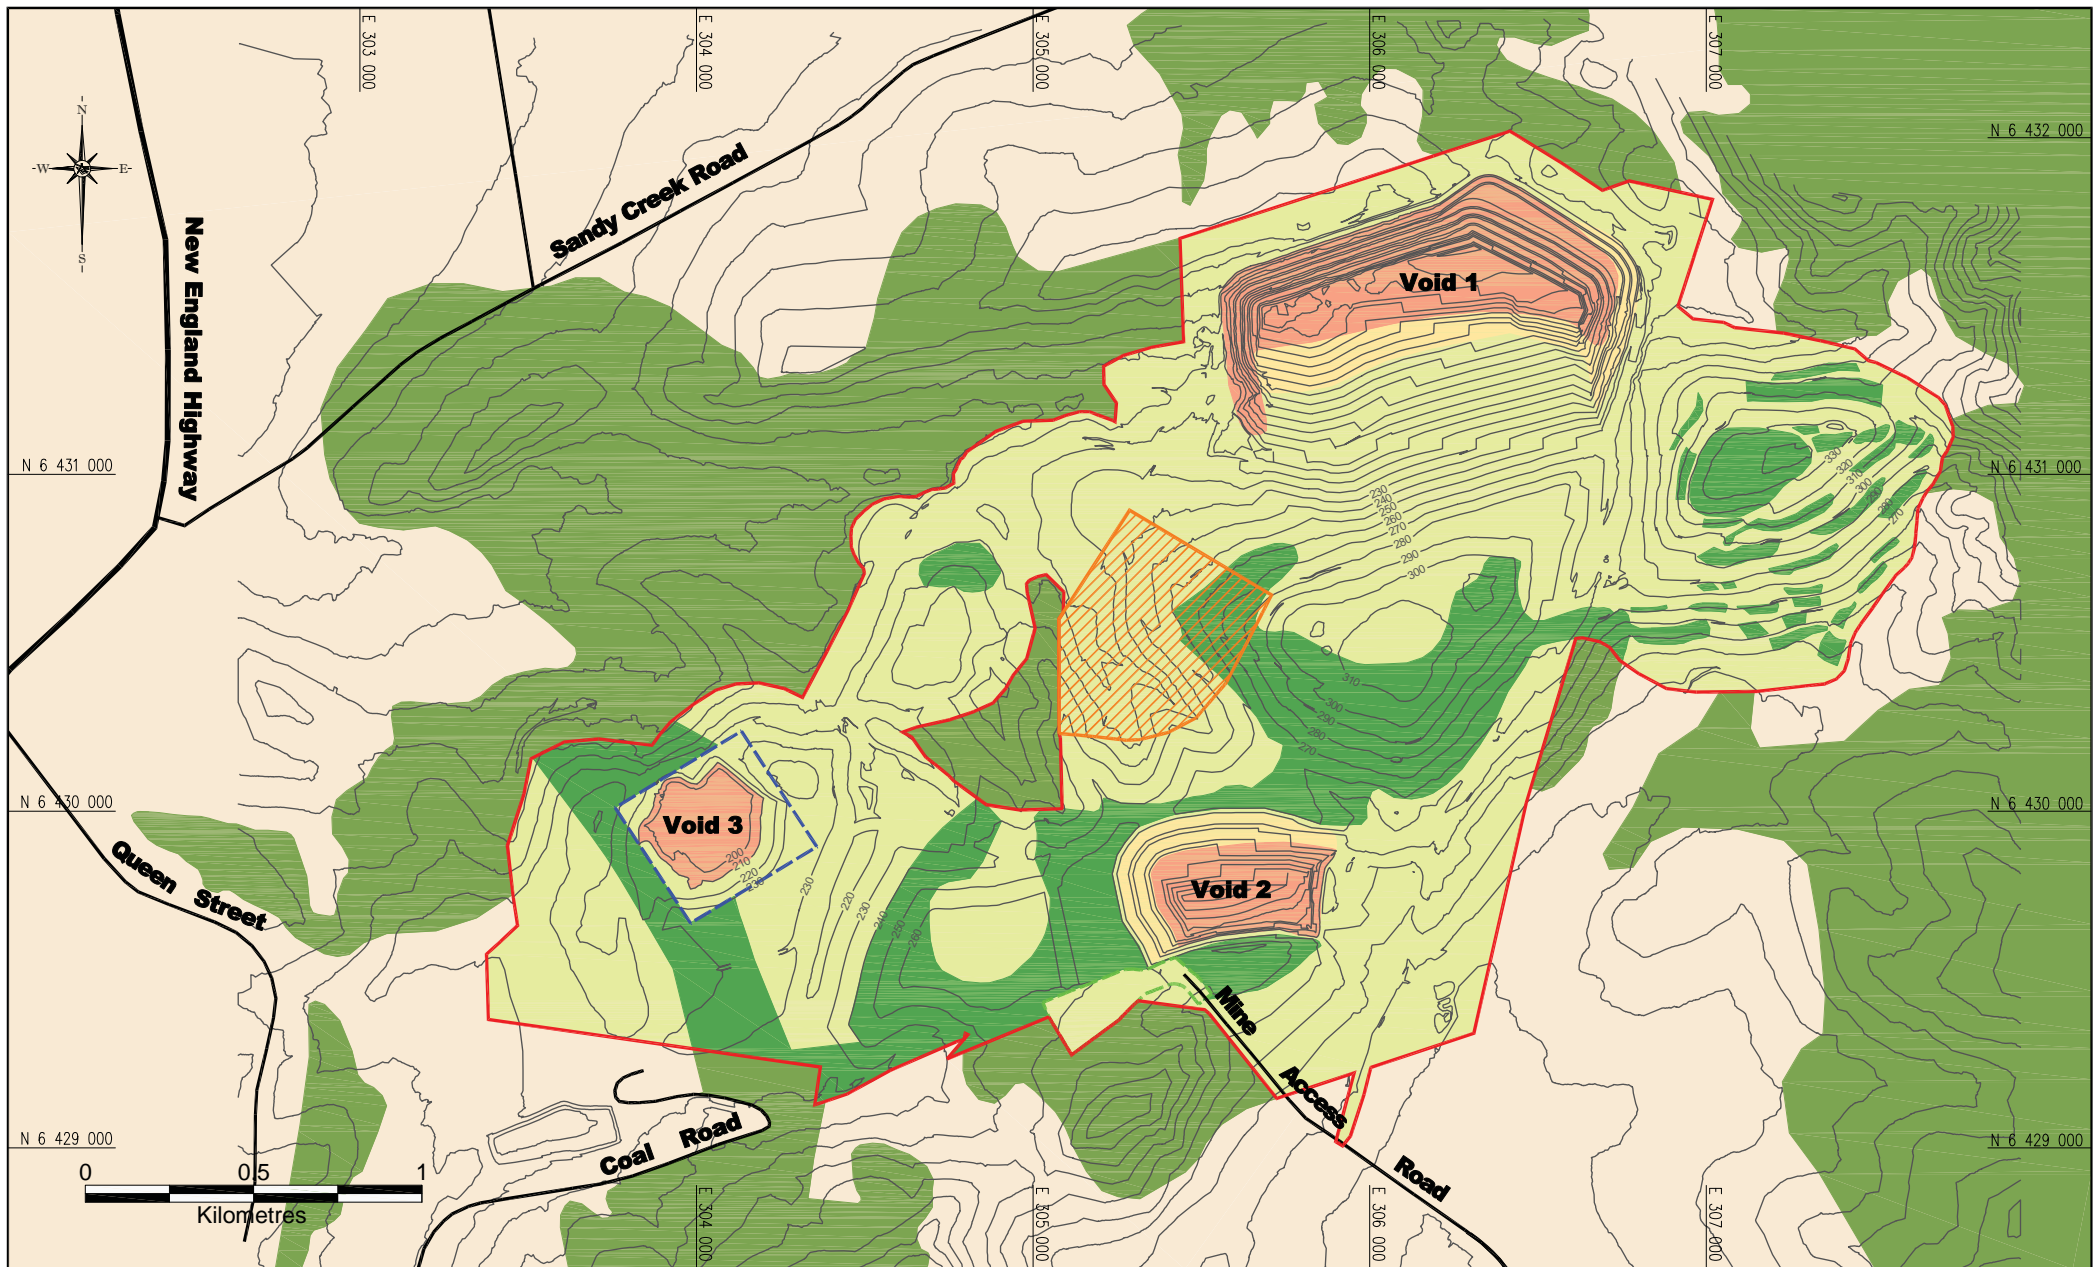 E 303 000
E 304 000
E 305 000
E 306 000
E 307 000
N
-W
E-
S
N 6 432 000
Sandy Creek Road
New England Highway
Void 1
N 6 431 000
N 6 431 000
330
320
310
300
290
280
270
230
240
250
260
270
280
290
300
310
300
290
280
270
N 6 430 000
N 6 430 000
Void 3
200
210
220
230
230
220
230
240
250
260
Void 2
Queen Street
Mine Access Road
Coal Road
N 6 429 000
N 6 429 000
0 0.5 1
Kilometres
E 304 000
E 305 000
E 306 000
E 307 000